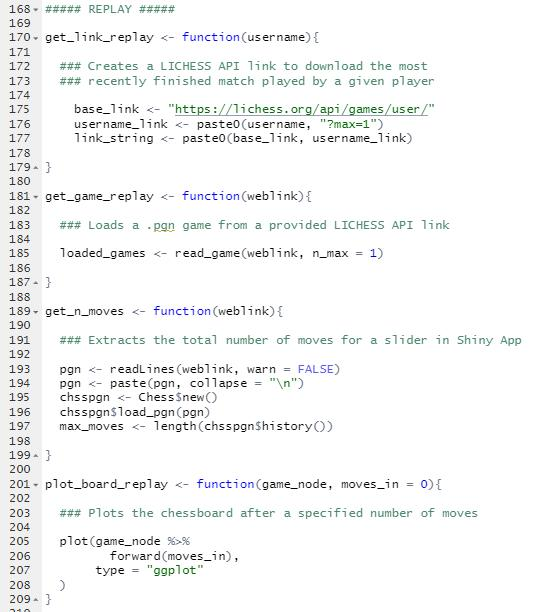 168 ##### REPLAY #####
169
170 get_link_replay <- function(username){
171
172   ### Creates a LICHESS API link to download the most
173   ### recently finished match played by a given player
174
175     base_link <- "https://lichess.org/api/games/user/"
176     username_link <- paste0(username, "?max=1")
177     link_string <- paste0(base_link, username_link)
178
179 }
180
181 get_game_replay <- function(weblink){
182
183   ### Loads a .pgn game from a provided LICHESS API link
184
185   loaded_games <- read_game(weblink, n_max = 1)
186
187 }
188
189 get_n_moves <- function(weblink){
190
191   ### Extracts the total number of moves for a slider in Shiny App
192
193   pgn <- readLines(weblink, warn = FALSE)
194   pgn <- paste(pgn, collapse = "\n")
195   chsspgn <- Chess$new()
196   chsspgn$load_pgn(pgn)
197   max_moves <- length(chsspgn$history())
198
199 }
200
201 plot_board_replay <- function(game_node, moves_in = 0){
202
203   ### Plots the chessboard after a specified number of moves
204
205   plot(game_node %>%
206          forward(moves_in),
207        type = "ggplot"
208   )
209 }